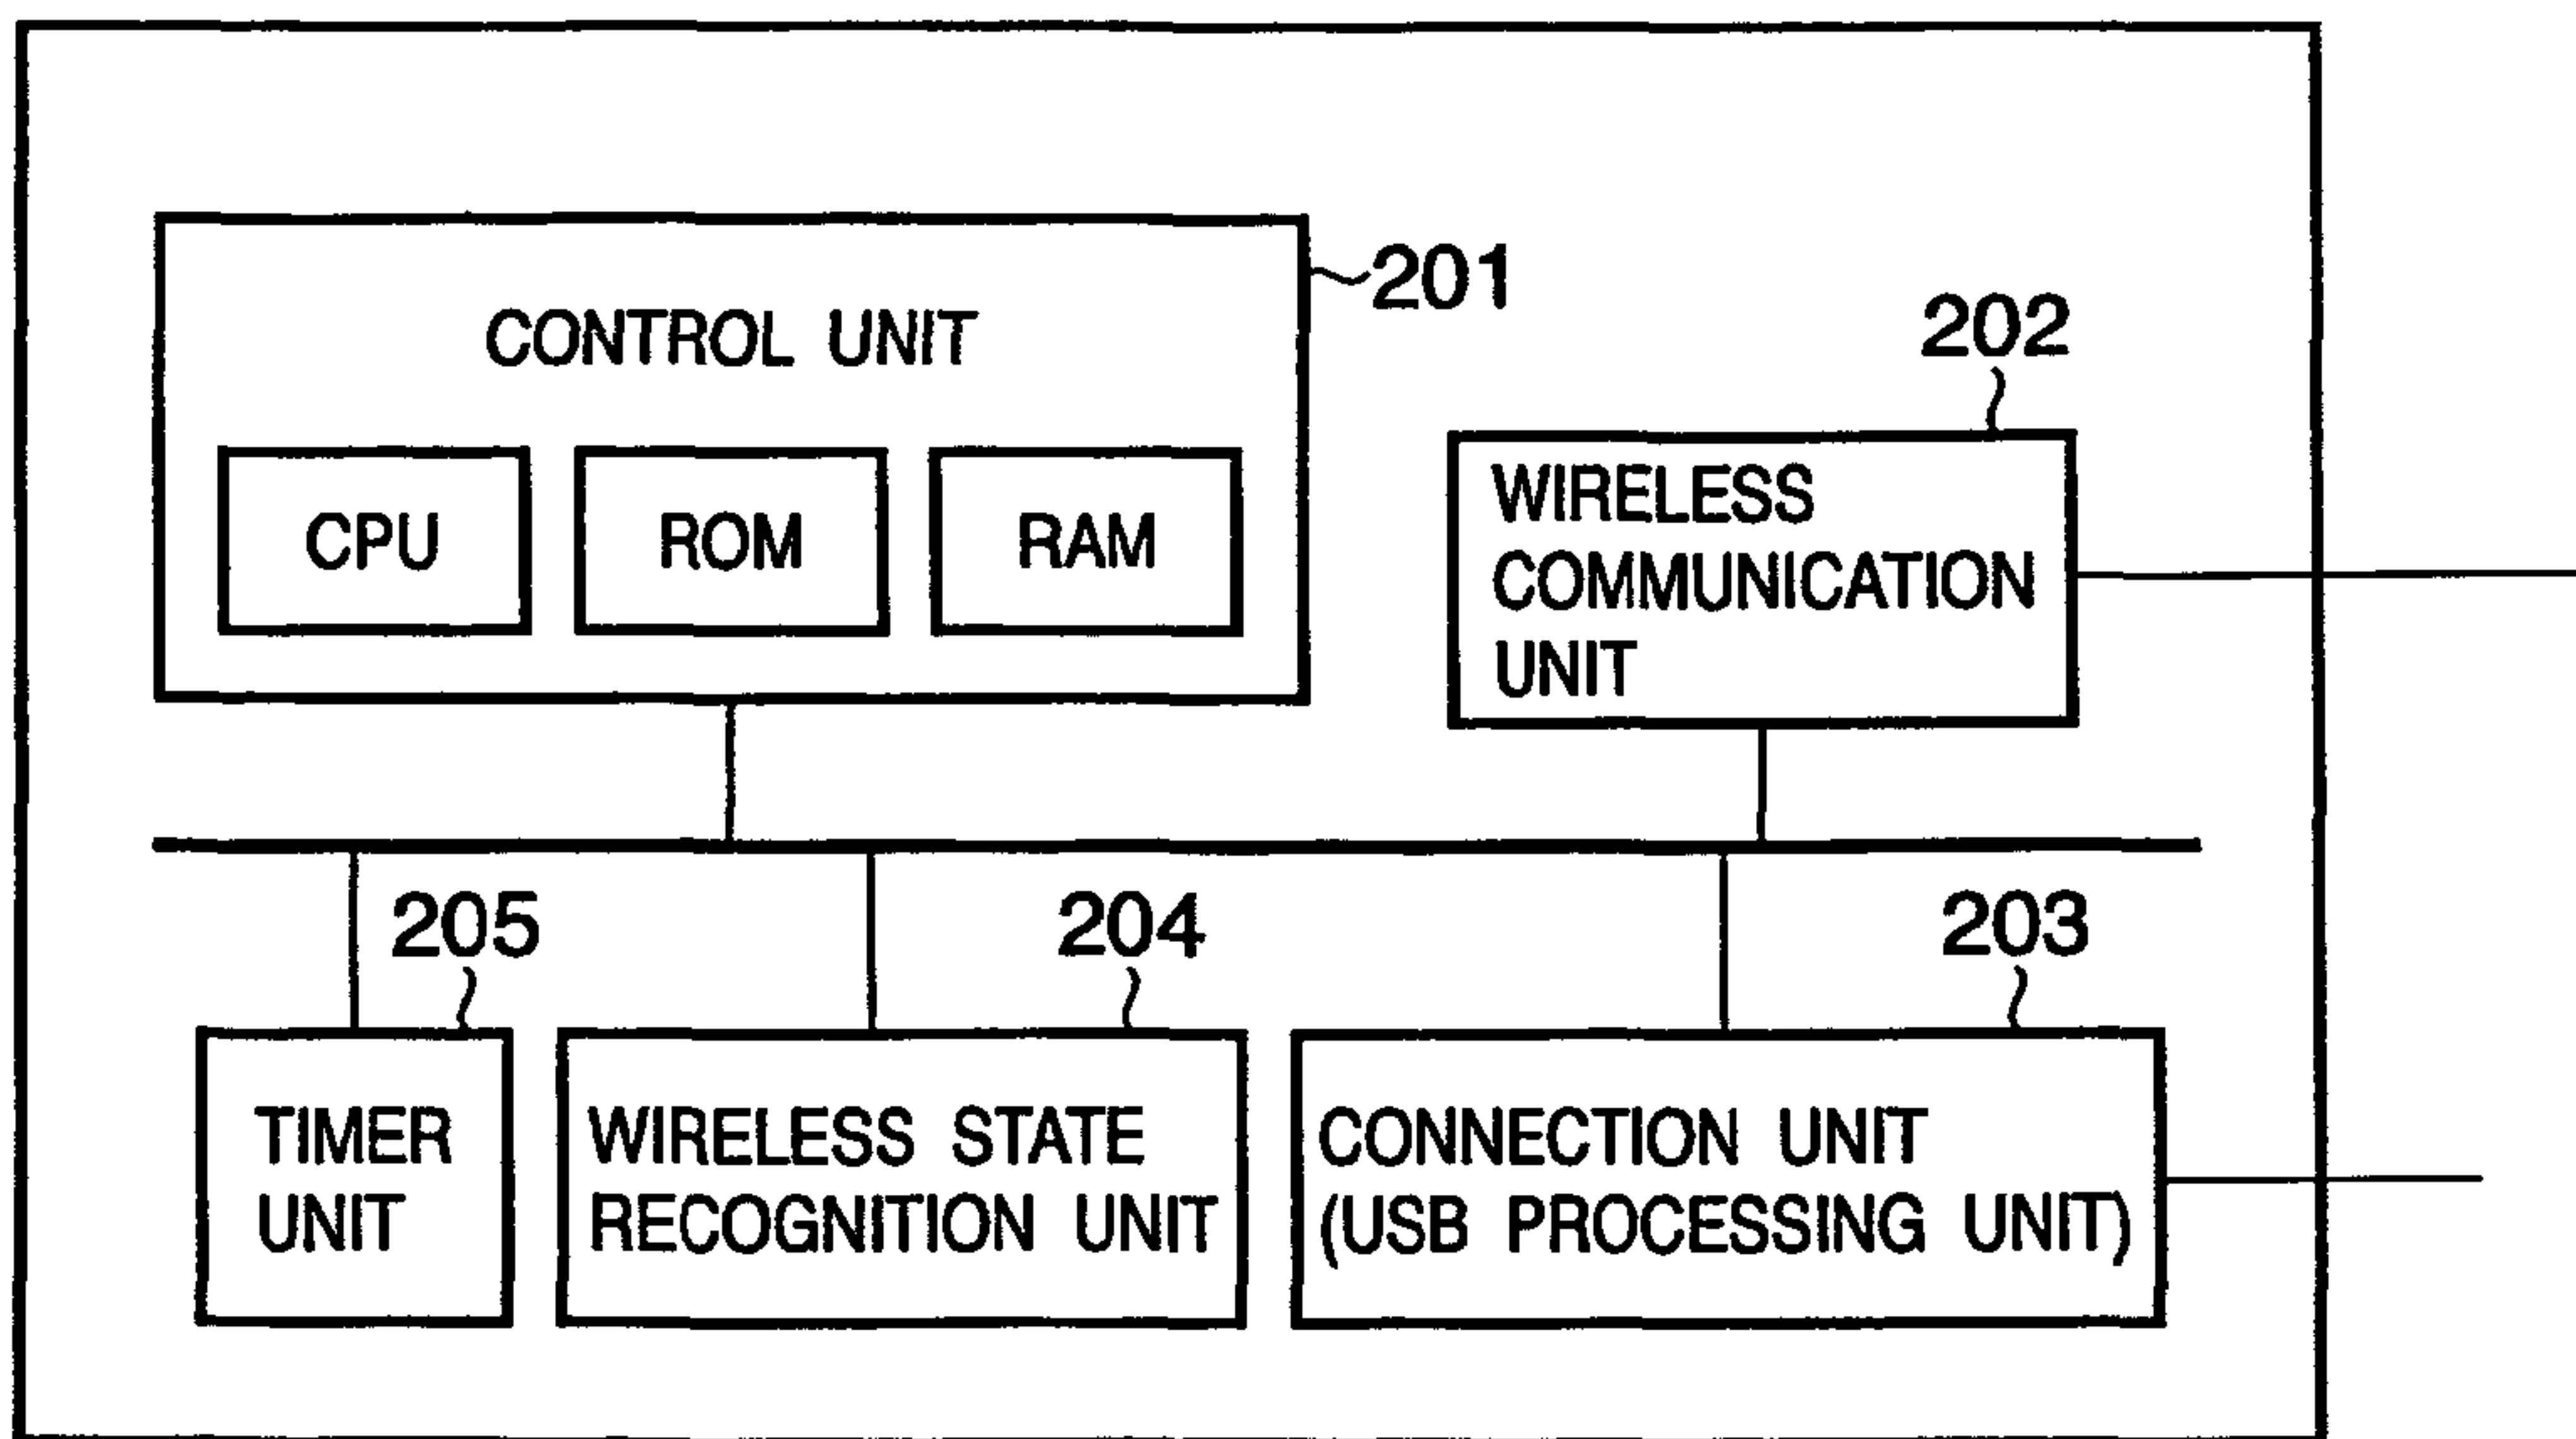 201
CONTROL UNIT
202
CPU
ROM
RAM
WIRELESS
COMMUNICATION
UNIT
205
204
203
TIMER
UNIT
WIRELESS STATE
RECOGNITION UNIT
CONNECTION UNIT
(USB PROCESSING UNIT)